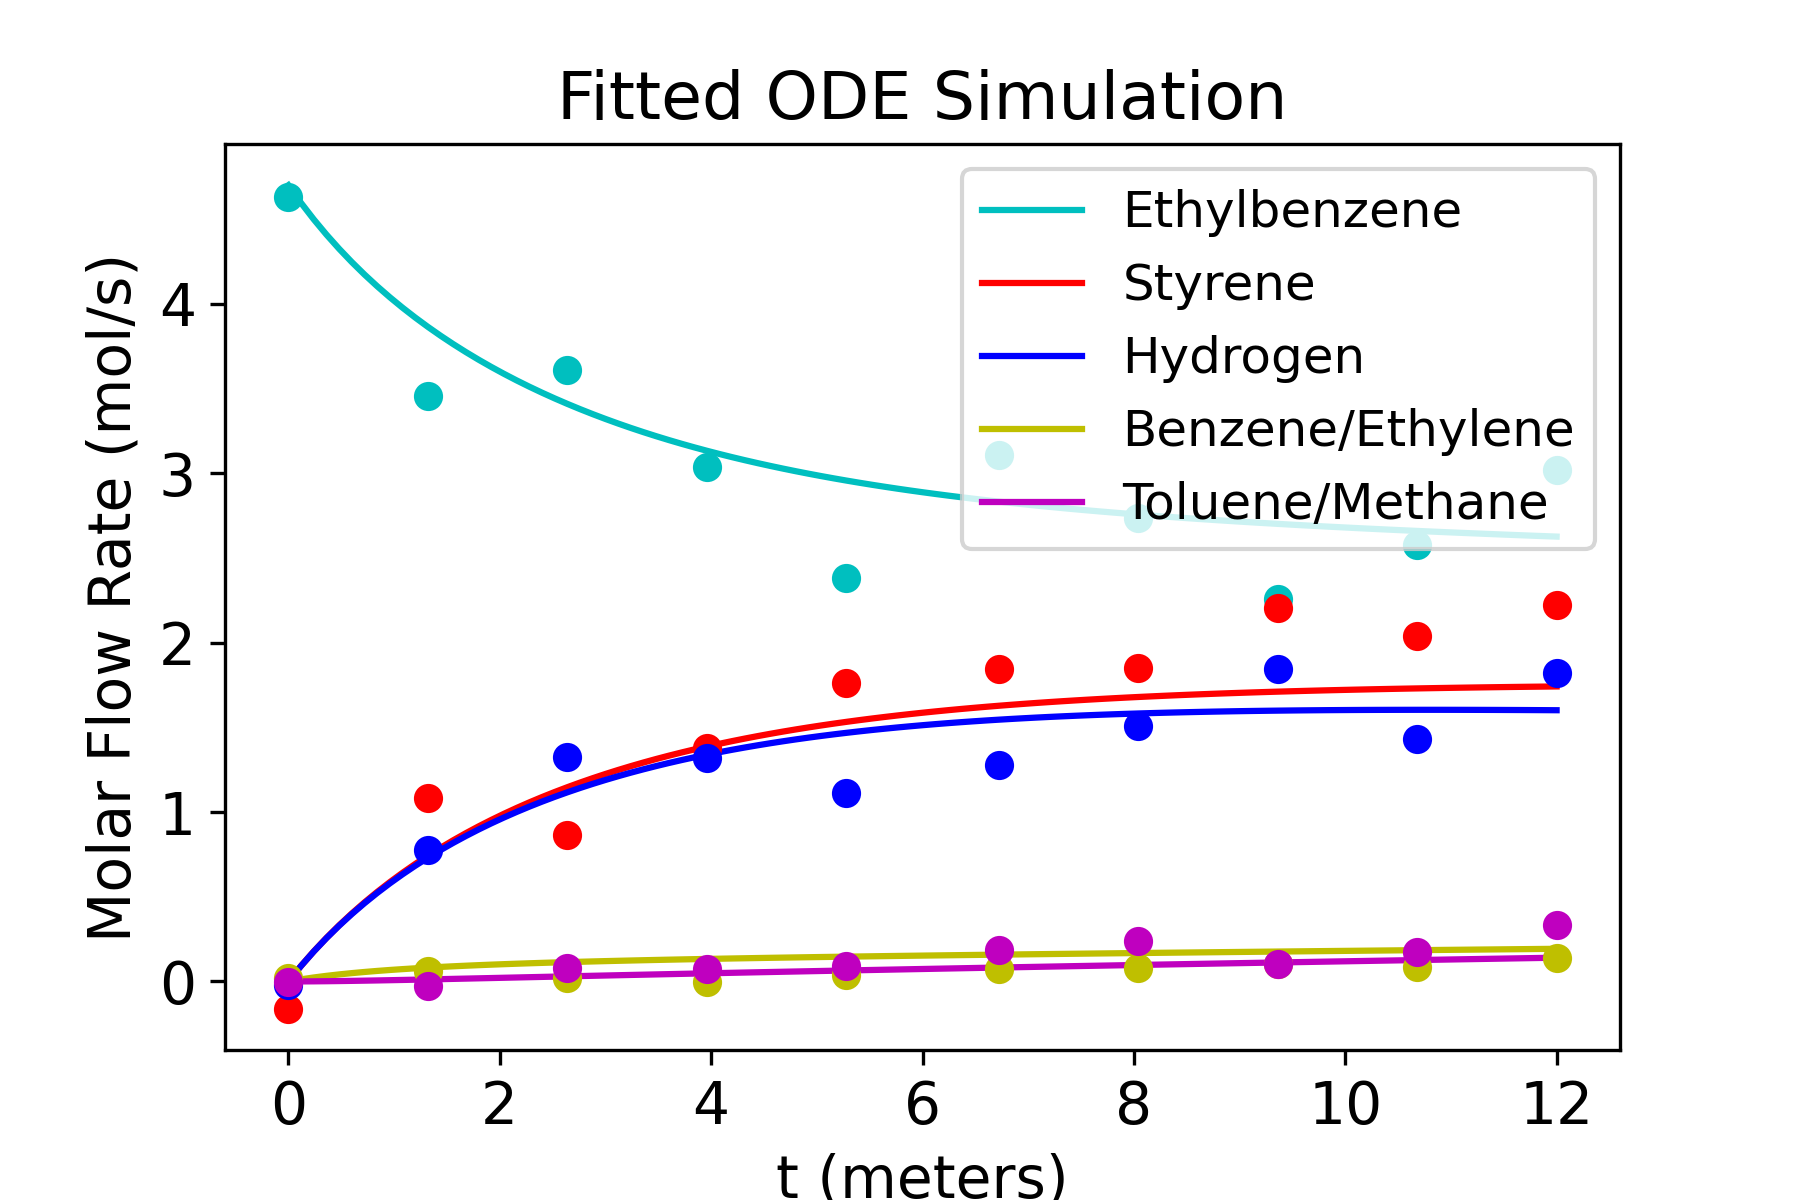 Fitted ODE Simulation
Molar Flow Rate (mol/s)
4
3
2
1
0
Ethylbenzene
Styrene
Hydrogen
Benzene/Ethylene
Toluene/Methane
0 2 4 6 8 10 12
t (meters)